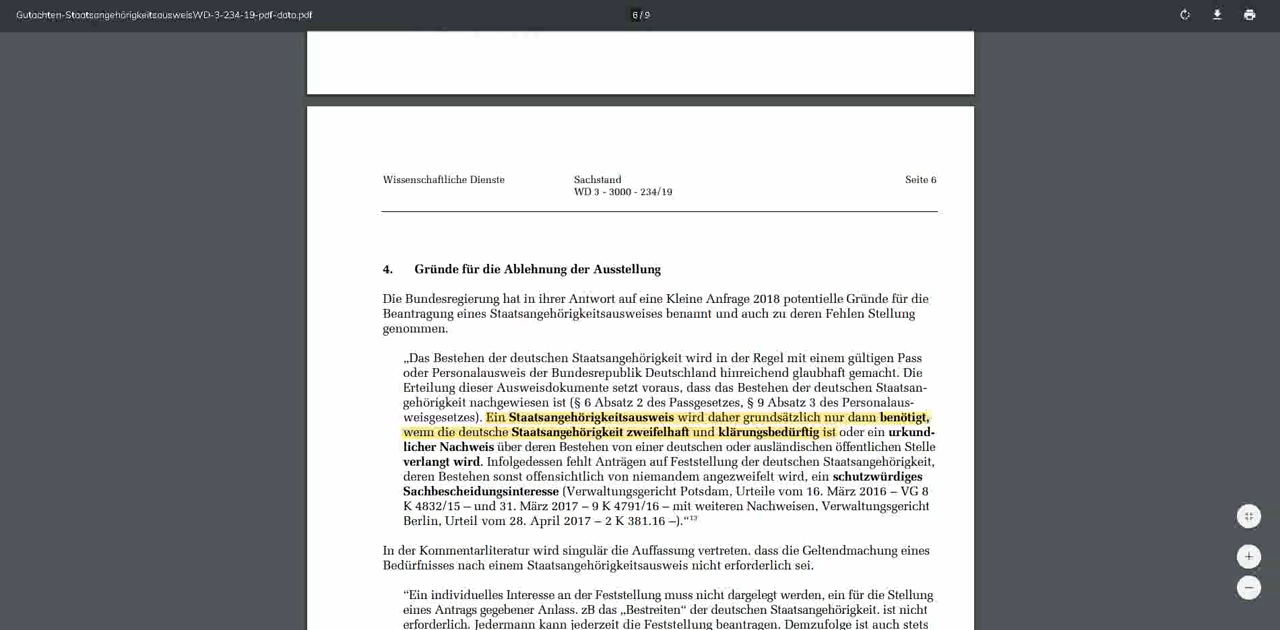 Gutachten-StaatsangehörigkeitsausweisWD-3-234-19-pdf-data.pdf
6 / 9
Wissenschaftliche Dienste
Sachstand
WD 3 - 3000 - 234/19
Seite 6
4. Gründe für die Ablehnung der Ausstellung
Die Bundesregierung hat in ihrer Antwort auf eine Kleine Anfrage 2018 potentielle Gründe für die
Beantragung eines Staatsangehörigkeitsausweises benannt und auch zu deren Fehlen Stellung
genommen.
„Das Bestehen der deutschen Staatsangehörigkeit wird in der Regel mit einem gültigen Pass
oder Personalausweis der Bundesrepublik Deutschland hinreichend glaubhaft gemacht. Die
Erteilung dieser Ausweisdokumente setzt voraus, dass das Bestehen der deutschen Staatsan-
gehörigkeit nachgewiesen ist (§ 6 Absatz 2 des Passgesetzes, § 9 Absatz 3 des Personalaus-
weisgesetzes). Ein Staatsangehörigkeitsausweis wird daher grundsätzlich nur dann benötigt,
wenn die deutsche Staatsangehörigkeit zweifelhaft und klärungsbedürftig ist oder ein urkund-
licher Nachweis über deren Bestehen von einer deutschen oder ausländischen öffentlichen Stelle
verlangt wird. Infolgedessen fehlt Anträgen auf Feststellung der deutschen Staatsangehörigkeit,
deren Bestehen sonst offensichtlich von niemandem angezweifelt wird, ein schutzwürdiges
Sachbescheidungsinteresse (Verwaltungsgericht Potsdam, Urteile vom 16. März 2016 – VG 8
K 4832/15 – und 31. März 2017 – 9 K 4791/16 – mit weiteren Nachweisen, Verwaltungsgericht
Berlin, Urteil vom 28. April 2017 – 2 K 381.16 –).“¹³
In der Kommentarliteratur wird singulär die Auffassung vertreten, dass die Geltendmachung eines
Bedürfnisses nach einem Staatsangehörigkeitsausweis nicht erforderlich sei.
“Ein individuelles Interesse an der Feststellung muss nicht dargelegt werden, ein für die Stellung
eines Antrags gegebener Anlass, zB das „Bestreiten“ der deutschen Staatsangehörigkeit, ist nicht
erforderlich. Jedermann kann jederzeit die Feststellung beantragen. Demzufolge ist auch stets